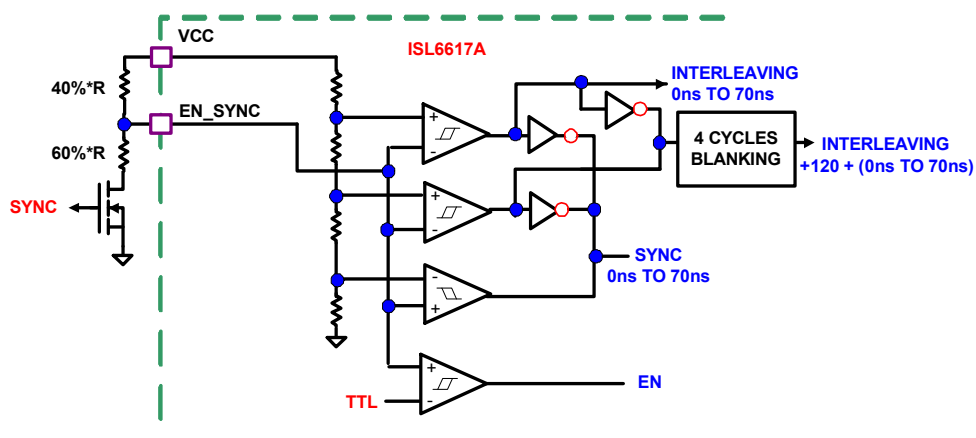 VCC
ISL6617A
40%*R
EN_SYNC
60%*R
SYNC
+
-
+
-
-
+
+
-
TTL
INTERLEAVING
0ns TO 70ns
4 CYCLES
BLANKING
INTERLEAVING
+120 + (0ns TO 70ns)
SYNC
0ns TO 70ns
EN